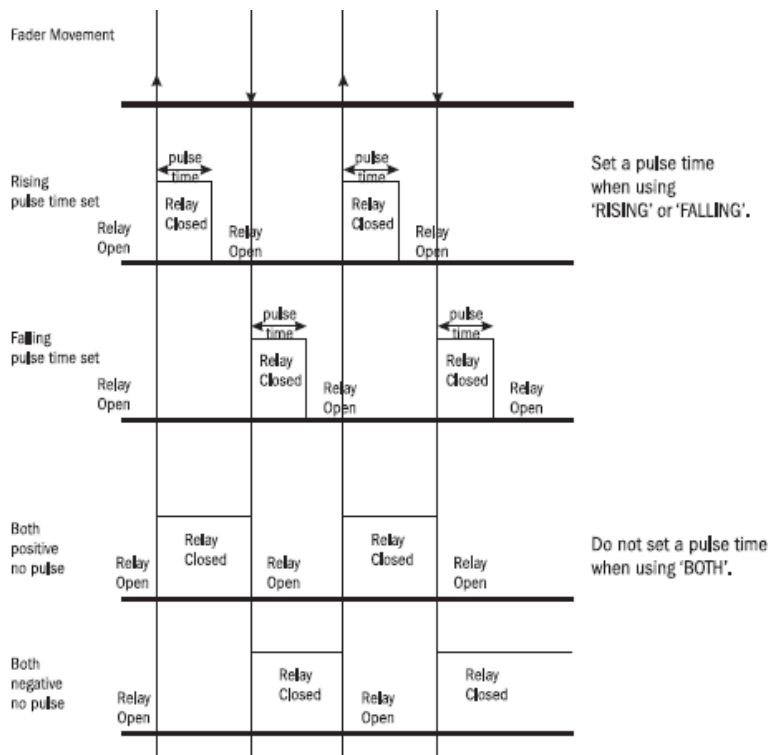 Fader Movement
pulse
time
pulse
time
Rising
pulse time set
Relay
Closed
Relay
Closed
Relay
Open
Relay
Open
Relay
Open
Set a pulse time
when using
‘RISING’ or ‘FALLING’.
Falling
pulse time set
pulse
time
pulse
time
Relay
Closed
Relay
Closed
Relay
Open
Relay
Open
Relay
Open
Both
positive
no pulse
Relay
Closed
Relay
Closed
Relay
Open
Relay
Open
Relay
Open
Do not set a pulse time
when using ‘BOTH’.
Both
negative
no pulse
Relay
Closed
Relay
Closed
Relay
Open
Relay
Open